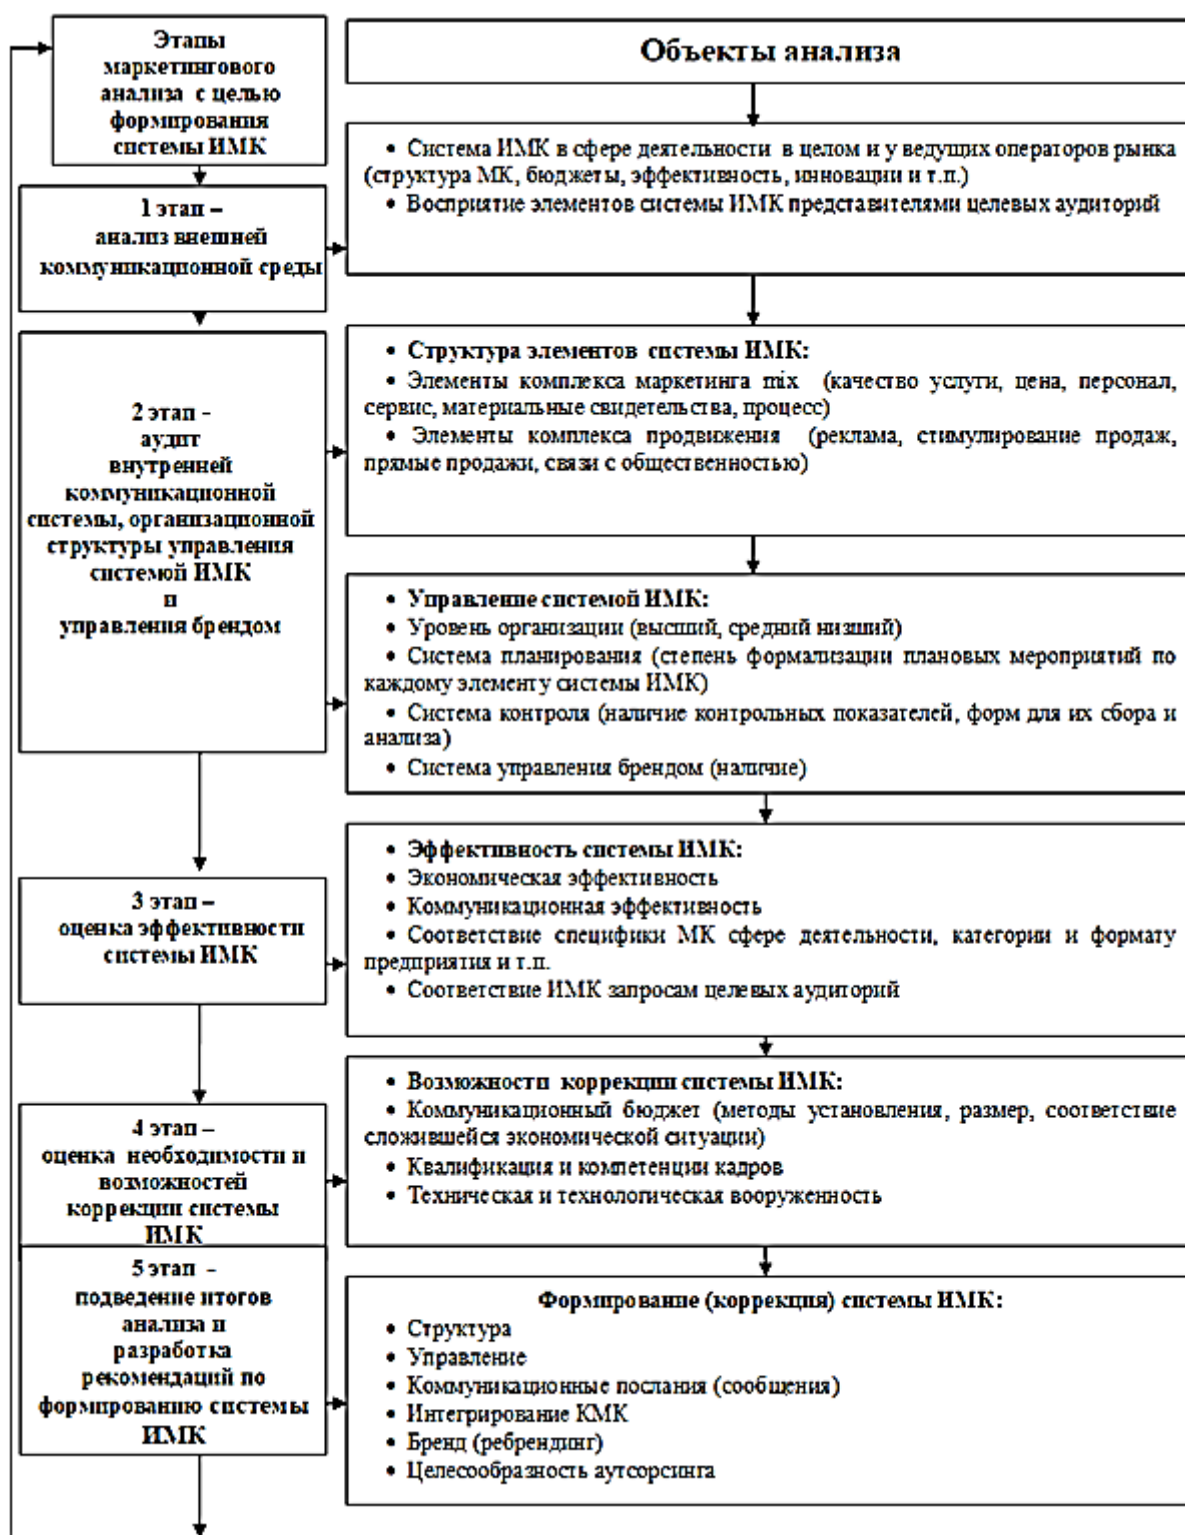 Этапы
маркетингового
анализа с целью
формирования
системы ИМК
Объекты анализа
1 этап –
анализ внешней
коммуникационной среды
• Система ИМК в сфере деятельности в целом и у ведущих операторов рынка
(структура МК, бюджеты, эффективность, инновации и т.п.)
• Восприятие элементов системы ИМК представителями целевых аудиторий
2 этап -
аудит
внутренней
коммуникационной
системы, организационной
структуры управления
системой ИМК
и
управления брендом
• Структура элементов системы ИМК:
• Элементы комплекса маркетинга mix (качество услуги, цена, персонал,
сервис, материальные свидетельства, процесс)
• Элементы комплекса продвижения (реклама, стимулирование продаж,
прямые продажи, связи с общественностью)
• Управление системой ИМК:
• Уровень организации (высший, средний низший)
• Система планирования (степень формализации плановых мероприятий по
каждому элементу системы ИМК)
• Система контроля (наличие контрольных показателей, форм для их сбора и
анализа)
• Система управления брендом (наличие)
3 этап –
оценка эффективности
системы ИМК
• Эффективность системы ИМК:
• Экономическая эффективность
• Коммуникационная эффективность
• Соответствие специфики МК сфере деятельности, категории и формату
предприятия и т.п.
• Соответствие ИМК запросам целевых аудиторий
4 этап –
оценка необходимости и
возможностей
коррекции системы
ИМК
• Возможности коррекции системы ИМК:
• Коммуникационный бюджет (методы установления, размер, соответствие
сложившейся экономической ситуации)
• Квалификация и компетенции кадров
• Техническая и технологическая вооруженность
5 этап -
подведение итогов
анализа и
разработка
рекомендаций по
формированию системы
ИМК
Формирование (коррекция) системы ИМК:
• Структура
• Управление
• Коммуникационные послания (сообщения)
• Интегрирование КМК
• Бренд (ребрендинг)
• Целесообразность аутсорсинга